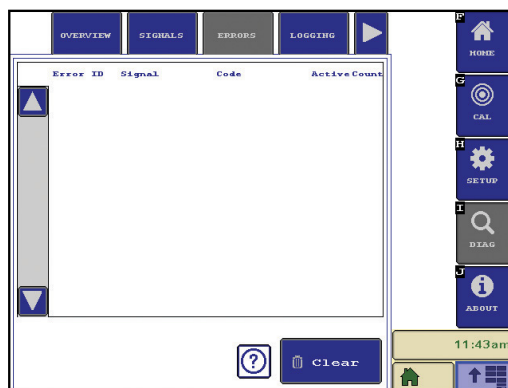 OVERVIEW SIGNALS ERRORS LOGGING
Error ID Signal Code Active Count
F
HOME
G
CAL
H
SETUP
I
DIAG
J
ABOUT
? Clear
11:43am